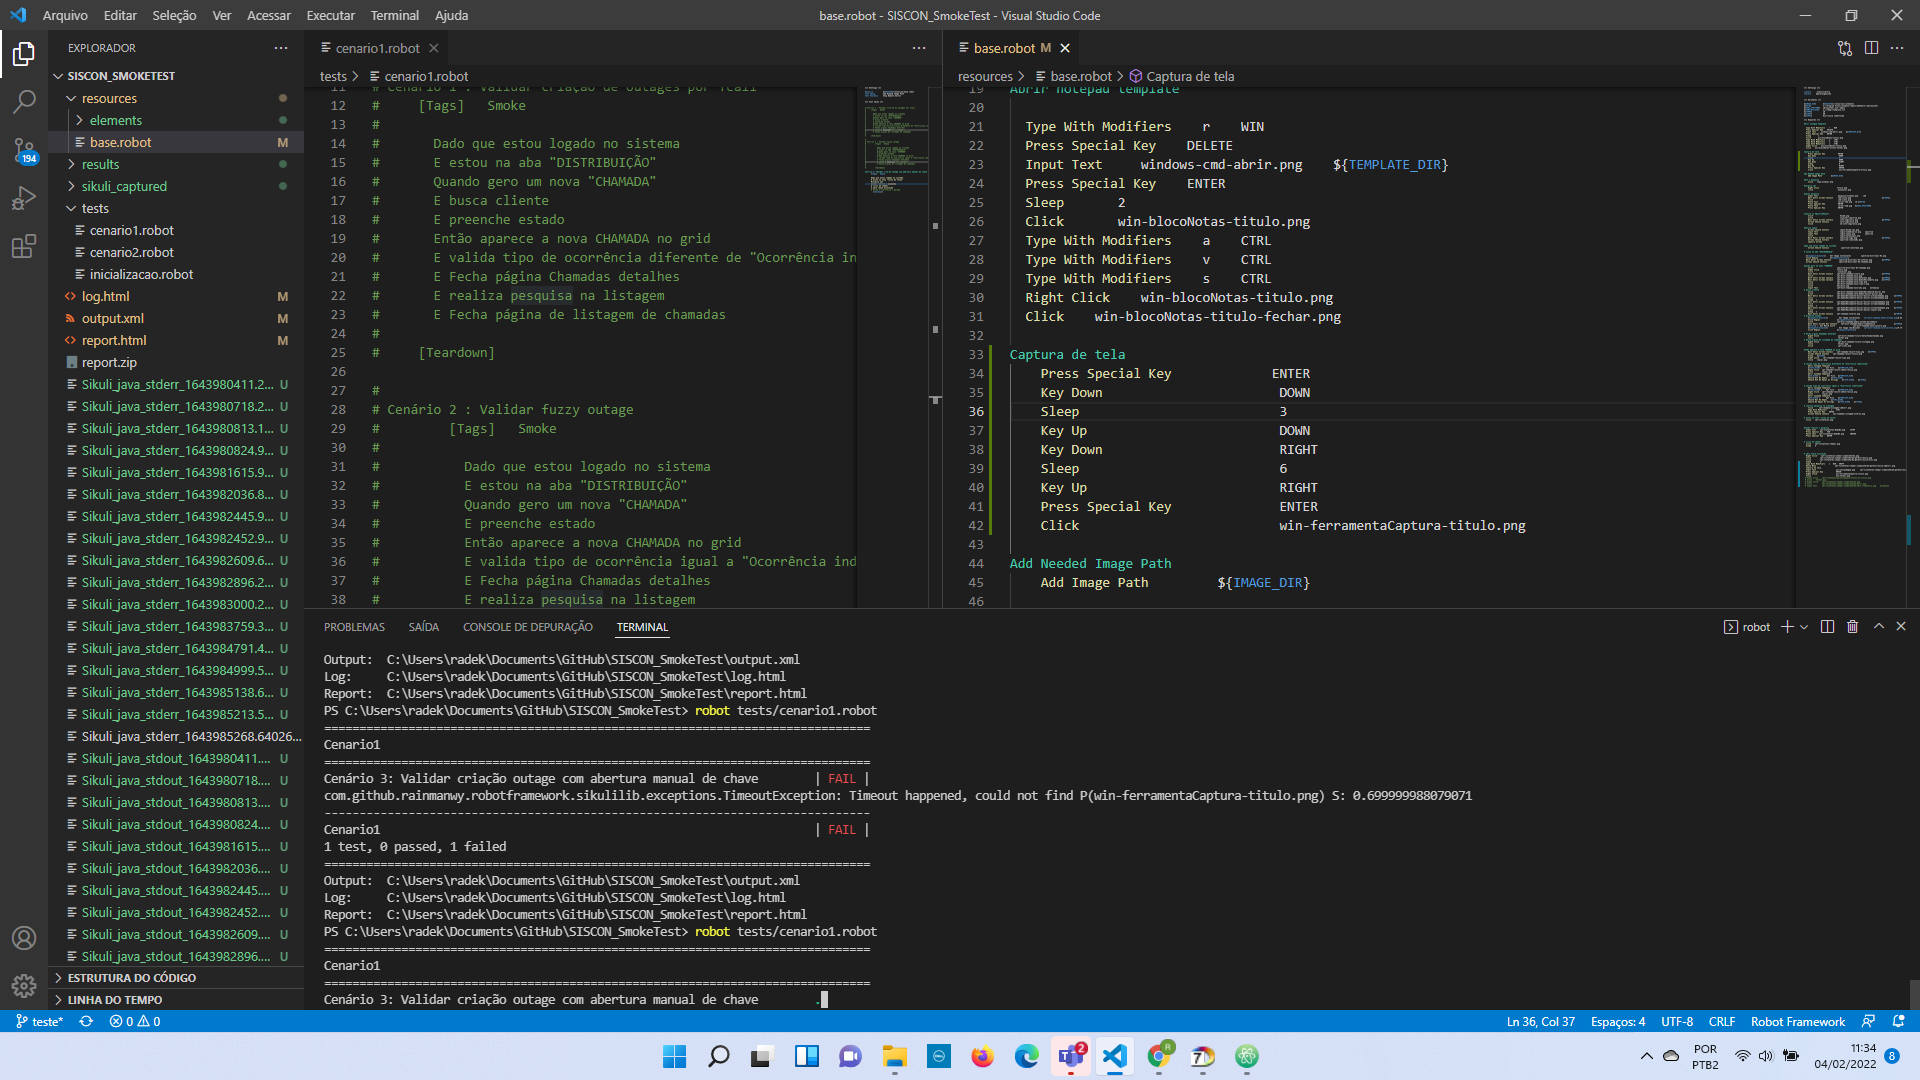 Arquivo Editar Seleção Ver Acessar Executar Terminal Ajuda
base.robot - SISCON_SmokeTest - Visual Studio Code
EXPLORADOR
SISCON_SMOKETEST
resources
elements
base.robot M
results
sikuli_captured
tests
cenario1.robot
cenario2.robot
inicializacao.robot
log.html M
output.xml M
report.html M
report.zip
Sikuli_java_stderr_1643980411.2... U
Sikuli_java_stderr_1643980718.2... U
Sikuli_java_stderr_1643980813.1... U
Sikuli_java_stderr_1643980824.9... U
Sikuli_java_stderr_1643981615.9... U
Sikuli_java_stderr_1643982036.8... U
Sikuli_java_stderr_1643982445.9... U
Sikuli_java_stderr_1643982452.9... U
Sikuli_java_stderr_1643982609.6... U
Sikuli_java_stderr_1643982896.2... U
Sikuli_java_stderr_1643983000.2... U
Sikuli_java_stderr_1643983759.3... U
Sikuli_java_stderr_1643984791.4... U
Sikuli_java_stderr_1643984999.5... U
Sikuli_java_stderr_1643985138.6... U
Sikuli_java_stderr_1643985213.5... U
Sikuli_java_stderr_1643985268.64026...
Sikuli_java_stdout_1643980411.... U
Sikuli_java_stdout_1643980718.... U
Sikuli_java_stdout_1643980813.... U
Sikuli_java_stdout_1643980824.... U
Sikuli_java_stdout_1643981615.... U
Sikuli_java_stdout_1643982036.... U
Sikuli_java_stdout_1643982445.... U
Sikuli_java_stdout_1643982452.... U
Sikuli_java_stdout_1643982609.... U
Sikuli_java_stdout_1643982896.... U
ESTRUTURA DO CÓDIGO
LINHA DO TEMPO
194
cenario1.robot
tests > cenario1.robot
11 # Cenário 1 : Validar criação de outages por Tcall
12 # [Tags] Smoke
13 #
14 # Dado que estou logado no sistema
15 # E estou na aba "DISTRIBUIÇÃO"
16 # Quando gero um nova "CHAMADA"
17 # E busca cliente
18 # E preenche estado
19 # Então aparece a nova CHAMADA no grid
20 # E valida tipo de ocorrência diferente de "Ocorrência in
21 # E Fecha página Chamadas detalhes
22 # E realiza pesquisa na listagem
23 # E Fecha página de listagem de chamadas
24 #
25 # [Teardown]
26
27 #
28 # Cenário 2 : Validar fuzzy outage
29 # [Tags] Smoke
30 #
31 # Dado que estou logado no sistema
32 # E estou na aba "DISTRIBUIÇÃO"
33 # Quando gero um nova "CHAMADA"
34 # E preenche estado
35 # Então aparece a nova CHAMADA no grid
36 # E valida tipo de ocorrência igual a "Ocorrência ind
37 # E Fecha página Chamadas detalhes
38 # E realiza pesquisa na listagem
base.robot M
resources > base.robot > Captura de tela
19 Abrir notepad template
20
21 Type With Modifiers r WIN
22 Press Special Key DELETE
23 Input Text windows-cmd-abrir.png ${TEMPLATE_DIR}
24 Press Special Key ENTER
25 Sleep 2
26 Click win-blocoNotas-titulo.png
27 Type With Modifiers a CTRL
28 Type With Modifiers v CTRL
29 Type With Modifiers s CTRL
30 Right Click win-blocoNotas-titulo.png
31 Click win-blocoNotas-titulo-fechar.png
32
33 Captura de tela
34 Press Special Key ENTER
35 Key Down DOWN
36 Sleep 3
37 Key Up DOWN
38 Key Down RIGHT
39 Sleep 6
40 Key Up RIGHT
41 Press Special Key ENTER
42 Click win-ferramentaCaptura-titulo.png
43
44 Add Needed Image Path
45 Add Image Path ${IMAGE_DIR}
46
PROBLEMAS SAÍDA CONSOLE DE DEPURAÇÃO TERMINAL
robot
Output: C:\Users\radek\Documents\GitHub\SISCON_SmokeTest\output.xml
Log: C:\Users\radek\Documents\GitHub\SISCON_SmokeTest\log.html
Report: C:\Users\radek\Documents\GitHub\SISCON_SmokeTest\report.html
PS C:\Users\radek\Documents\GitHub\SISCON_SmokeTest> robot tests/cenario1.robot
==============================================================================
Cenario1
==============================================================================
Cenário 3: Validar criação outage com abertura manual de chave | FAIL |
com.github.rainmanwy.robotframework.sikulilib.exceptions.TimeoutException: Timeout happened, could not find P(win-ferramentaCaptura-titulo.png) S: 0.699999988079071
------------------------------------------------------------------------------
Cenario1 | FAIL |
1 test, 0 passed, 1 failed
==============================================================================
Output: C:\Users\radek\Documents\GitHub\SISCON_SmokeTest\output.xml
Log: C:\Users\radek\Documents\GitHub\SISCON_SmokeTest\log.html
Report: C:\Users\radek\Documents\GitHub\SISCON_SmokeTest\report.html
PS C:\Users\radek\Documents\GitHub\SISCON_SmokeTest> robot tests/cenario1.robot
==============================================================================
Cenario1
==============================================================================
Cenário 3: Validar criação outage com abertura manual de chave .
teste* 0 0
Ln 36, Col 37 Espaços: 4 UTF-8 CRLF Robot Framework
2
R
7
POR
PTB2
11:34
04/02/2022
8